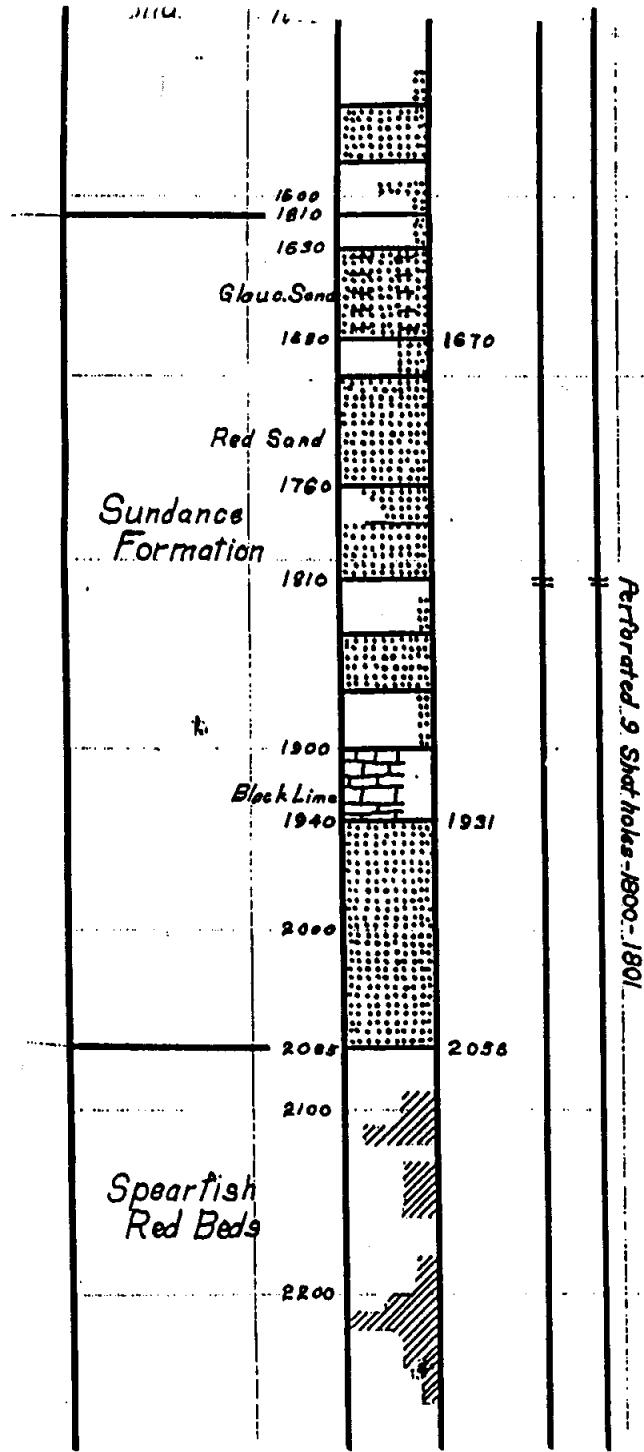 1600
1810
1630
Glauc. Sand
1680 1670
Red Sand
1760
Sundance
Formation
1810
Perforated 9 Shot holes-1800-1801
1900
Black Lime
1940 1931
2000
2065 2056
2100
Spearfish
Red Beds
2200